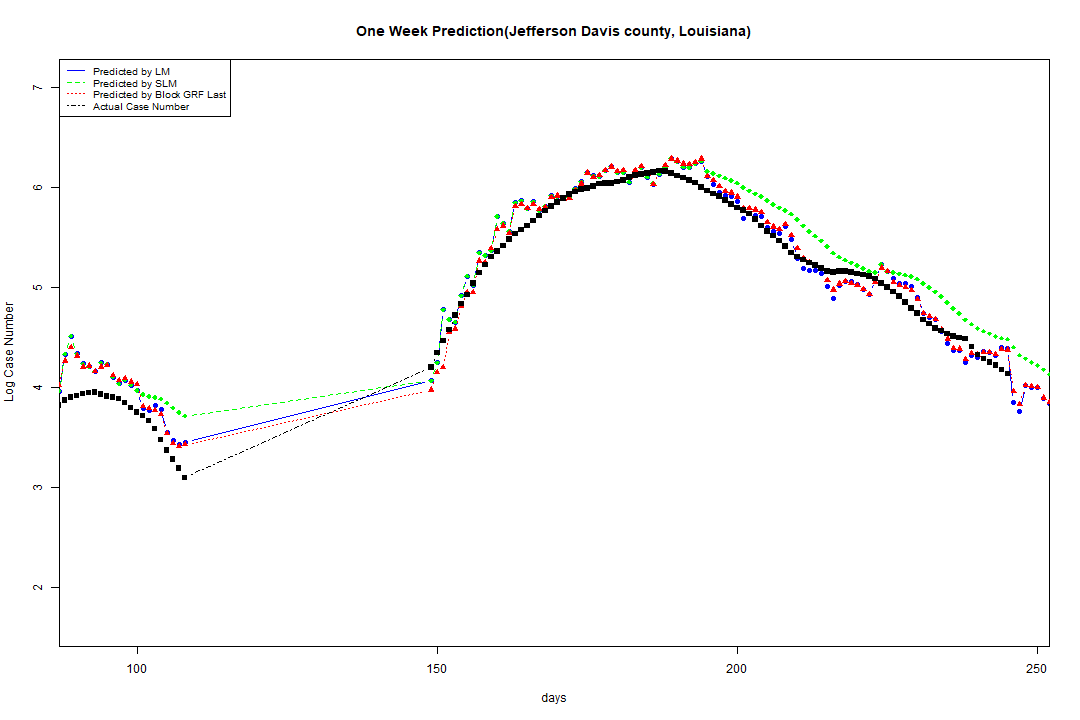 One Week Prediction(Jefferson Davis county, Louisiana)
Predicted by LM
Predicted by SLM
Predicted by Block GRF Last
Actual Case Number
7
6
5
4
3
2
Log Case Number
100
150
200
250
days